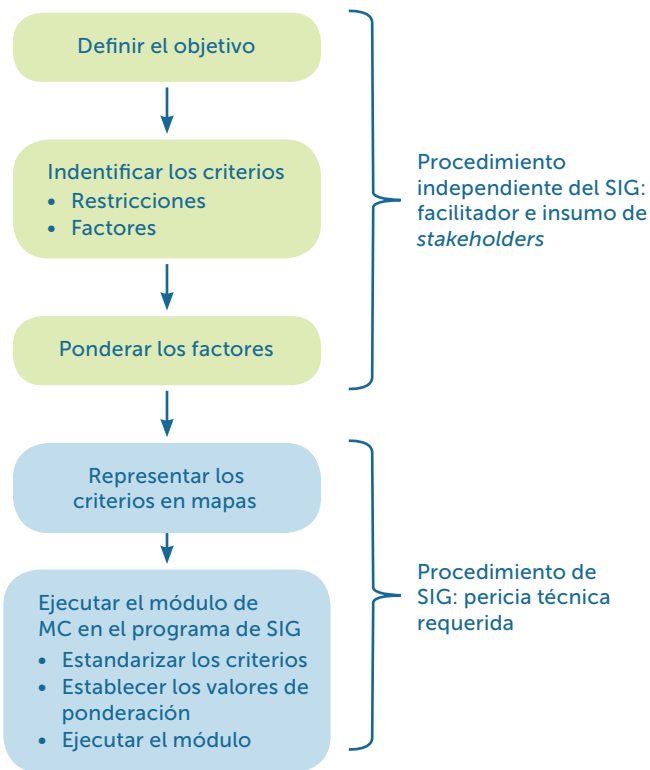 Definir el objetivo
Indentificar los criterios
• Restricciones
• Factores
Ponderar los factores
Procedimiento
independiente del SIG:
facilitador e insumo de
stakeholders
Representar los
criterios en mapas
Ejecutar el módulo de
MC en el programa de SIG
• Estandarizar los criterios
• Establecer los valores de
ponderación
• Ejecutar el módulo
Procedimiento de
SIG: pericia técnica
requerida